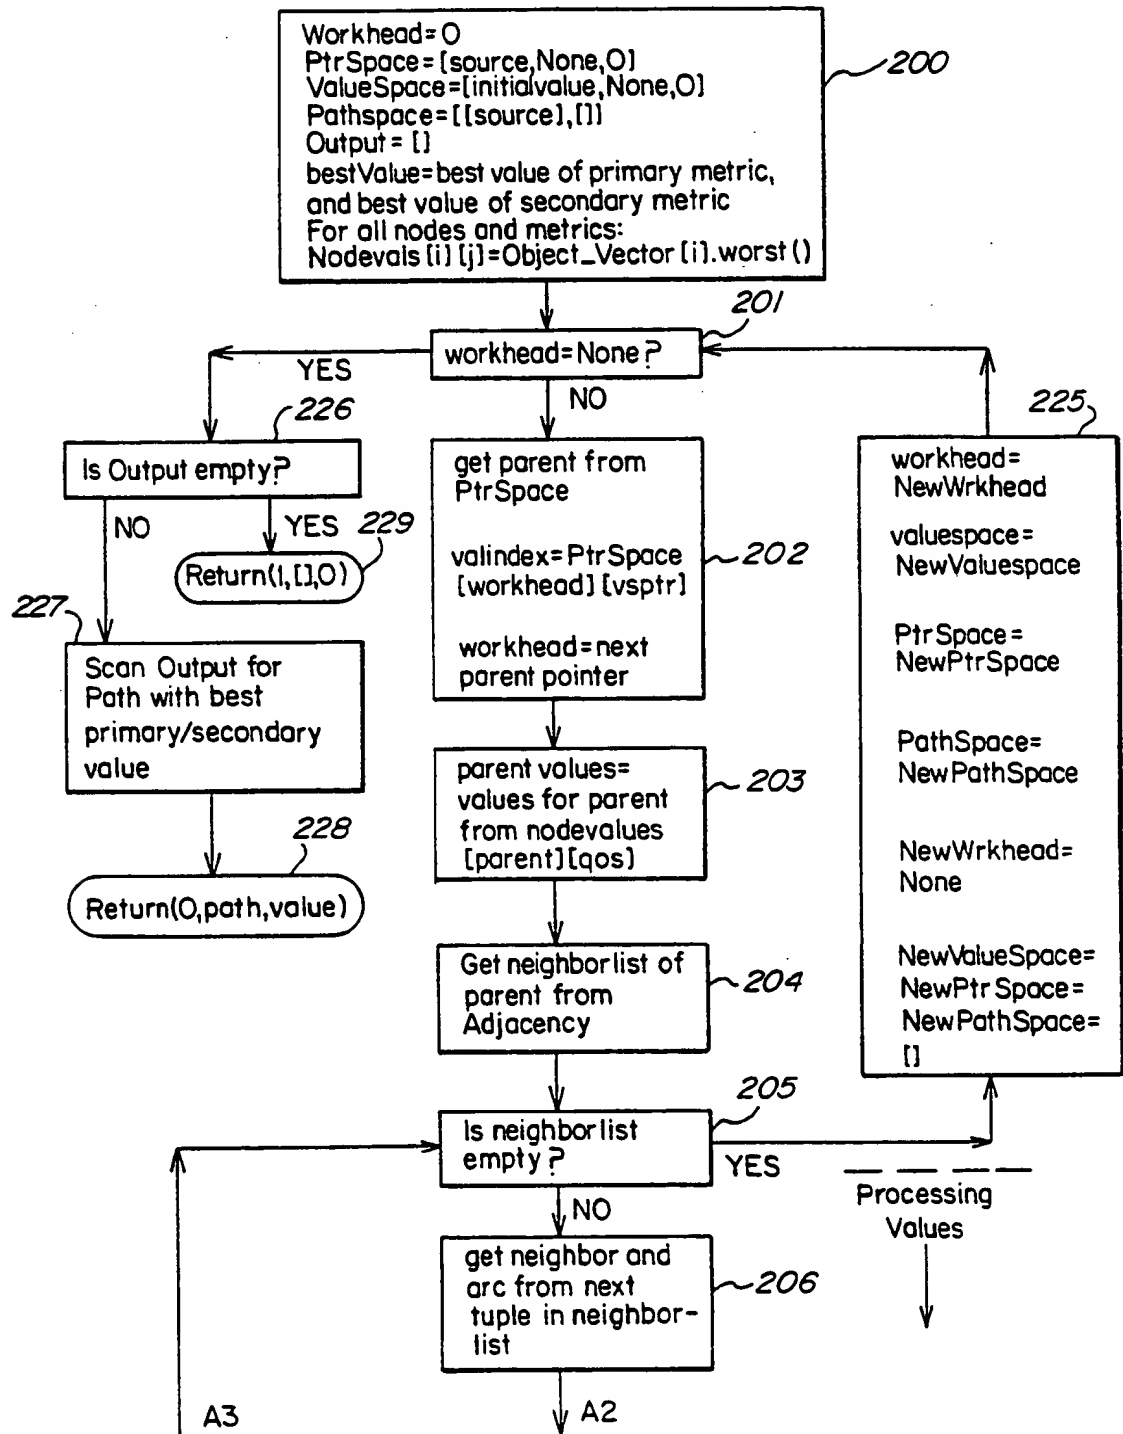 Workhead=0
PtrSpace=[source,None,0]
ValueSpace=[initialvalue,None,0]
Pathspace=[[source],[]]
Output=[]
bestValue=best value of primary metric,
and best value of secondary metric
For all nodes and metrics:
Nodevals[i][j]=Object_Vector[i].worst()
200
201
workhead=None?
YES
NO
226
Is Output empty?
NO
YES
229
Return(1,[],0)
227
Scan Output for
Path with best
primary/secondary
value
228
Return(0,path,value)
get parent from
PtrSpace
valindex=PtrSpace
[workhead][vsptr]
workhead=next
parent pointer
202
parent values=
values for parent
from nodevalues
[parent][qos]
203
Get neighborlist of
parent from
Adjacency
204
205
Is neighborlist
empty?
YES
NO
get neighbor and
arc from next
tuple in neighbor-
list
206
225
workhead=
NewWrkhead
valuespace=
NewValuespace
PtrSpace=
NewPtrSpace
PathSpace=
NewPathSpace
NewWrkhead=
None
NewValueSpace=
NewPtrSpace=
NewPathSpace=
[]
Processing
Values
A3
A2